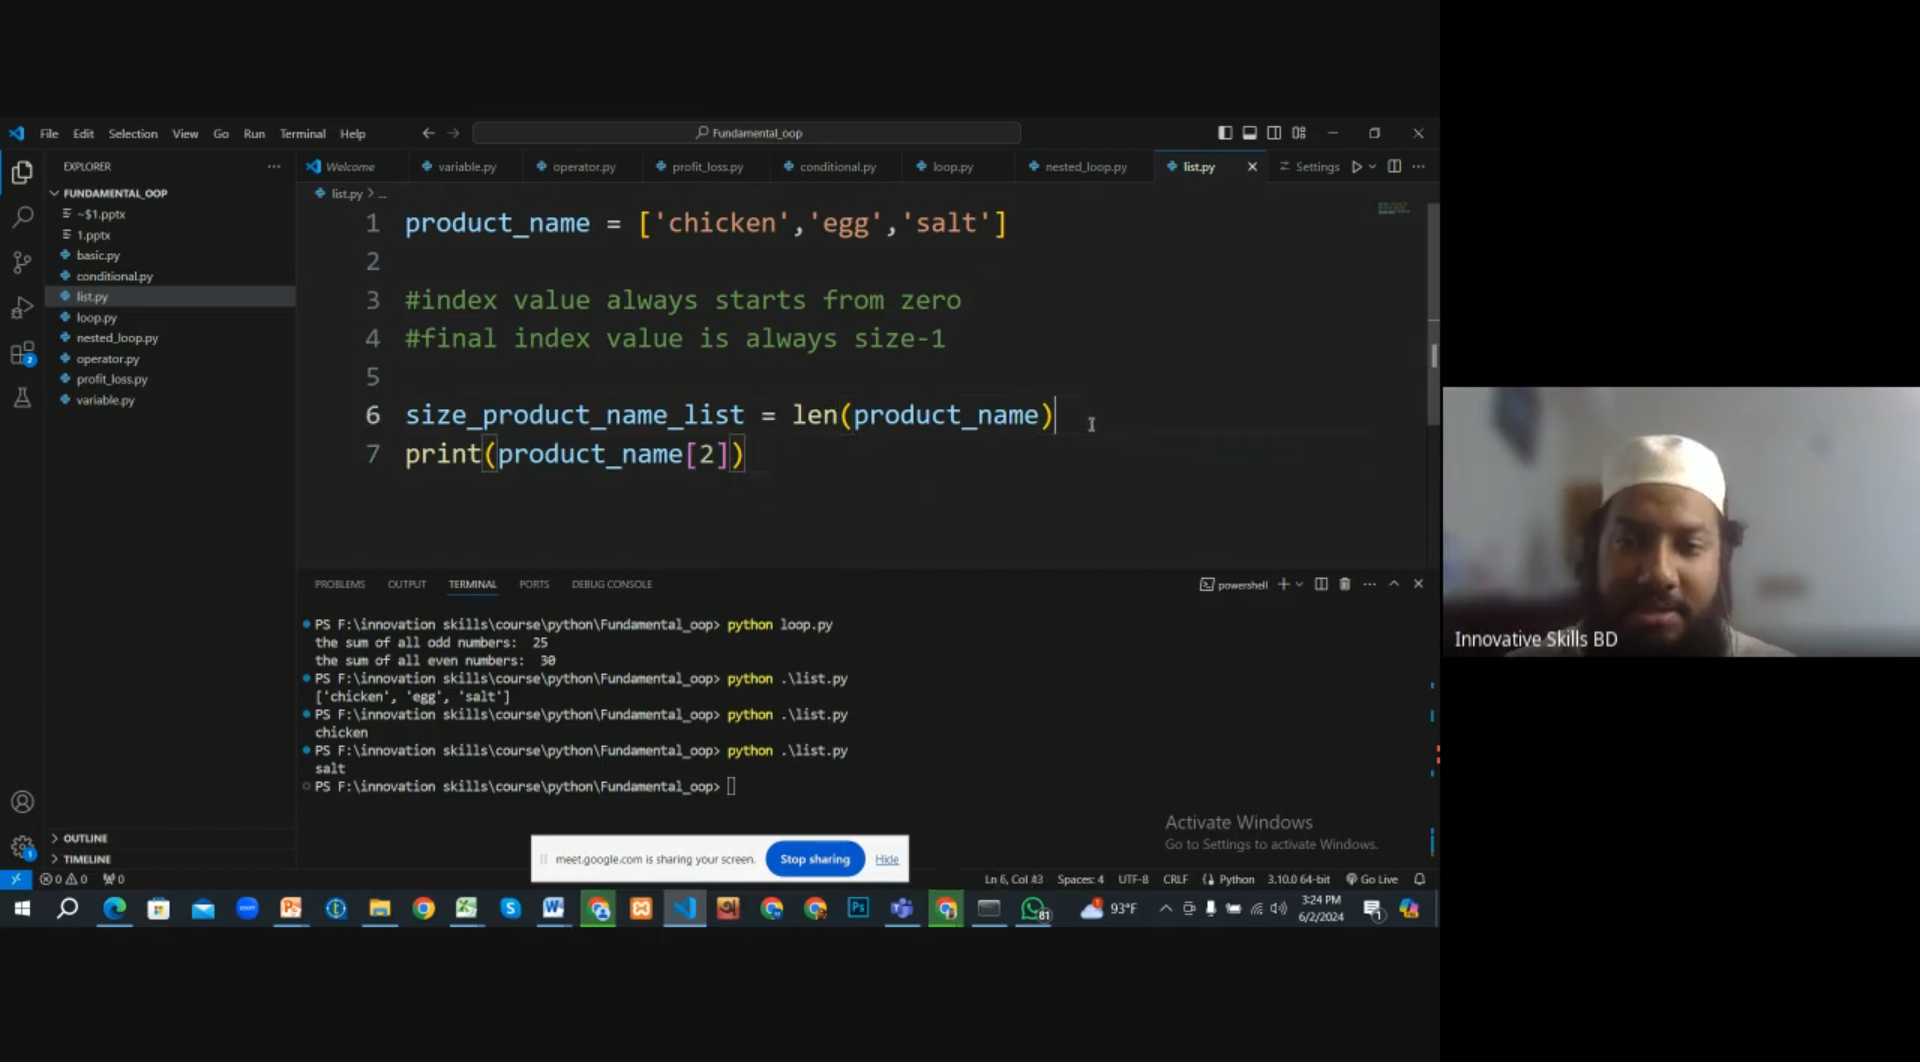 File Edit Selection View Go Run Terminal Help
Fundamental_oop
EXPLORER
Welcome
variable.py
operator.py
profit_loss.py
conditional.py
loop.py
nested_loop.py
list.py
Settings
FUNDAMENTAL_OOP
~$1.pptx
1.pptx
basic.py
conditional.py
list.py
loop.py
nested_loop.py
operator.py
profit_loss.py
variable.py
OUTLINE
TIMELINE
list.py > ...
1 product_name = ['chicken','egg','salt']
2
3 #index value always starts from zero
4 #final index value is always size-1
5
6 size_product_name_list = len(product_name)
7 print(product_name[2])
PROBLEMS OUTPUT TERMINAL PORTS DEBUG CONSOLE
powershell
PS F:\innovation skills\course\python\Fundamental_oop> python loop.py
the sum of all odd numbers:  25
the sum of all even numbers:  30
PS F:\innovation skills\course\python\Fundamental_oop> python .\list.py
['chicken', 'egg', 'salt']
PS F:\innovation skills\course\python\Fundamental_oop> python .\list.py
chicken
PS F:\innovation skills\course\python\Fundamental_oop> python .\list.py
salt
PS F:\innovation skills\course\python\Fundamental_oop>
Activate Windows
Go to Settings to activate Windows.
meet.google.com is sharing your screen. Stop sharing Hide
0 0 0
Ln 6, Col 43 Spaces: 4 UTF-8 CRLF Python 3.10.0 64-bit Go Live
93°F
3:24 PM
6/2/2024
81
Innovative Skills BD